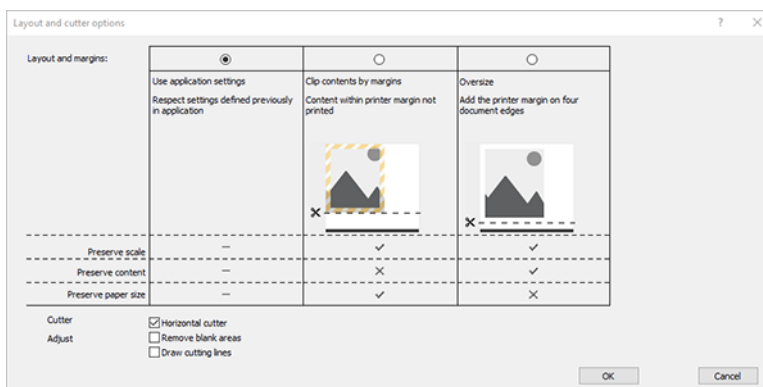 Layout and cutter options ? ×
Layout and margins:
Use application settings Clip contents by margins Oversize
Respect settings defined previously Content within printer margin not Add the printer margin on four
in application printed document edges
Preserve scale – ✓ ✓
Preserve content – × ✓
Preserve paper size – ✓ ×
Cutter Horizontal cutter
Adjust Remove blank areas
Draw cutting lines
OK Cancel